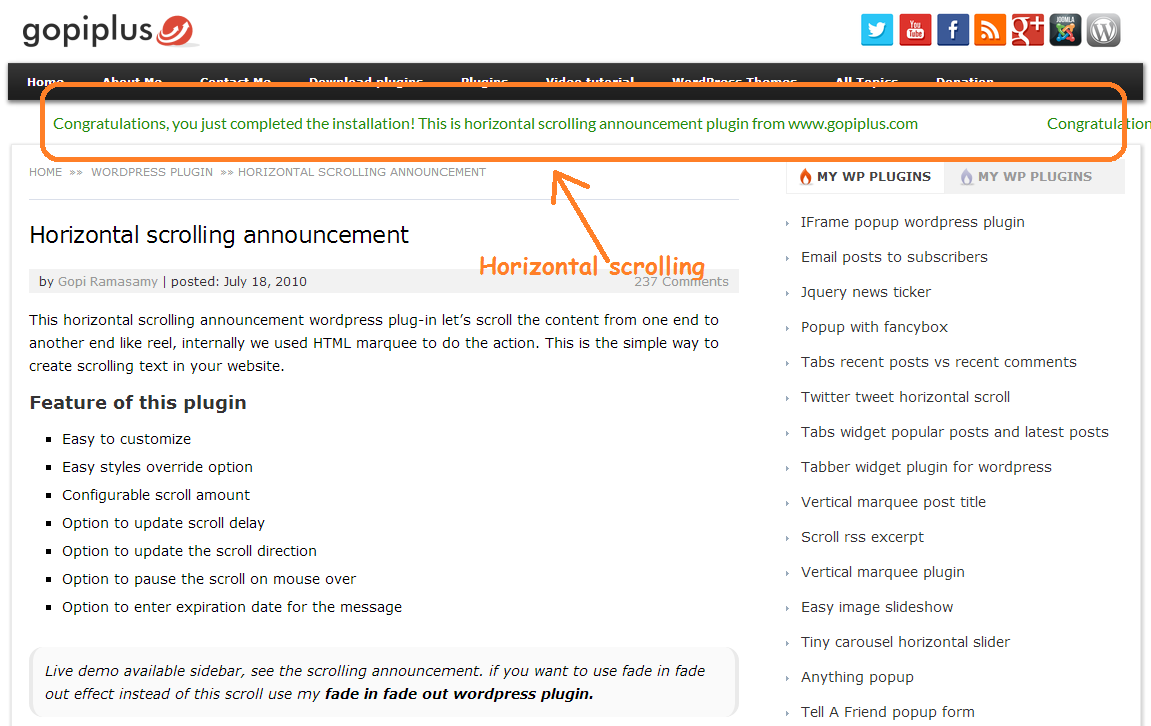 gopiplus
You Tube
g+
JOOMLA
Home About Me Contact Me Download plugins Plugins Video tutorial WordPress Themes All Topics Donation
Congratulations, you just completed the installation! This is horizontal scrolling announcement plugin from www.gopiplus.com Congratulation
HOME »» WORDPRESS PLUGIN »» HORIZONTAL SCROLLING ANNOUNCEMENT
Horizontal scrolling announcement
Horizontal scrolling
by Gopi Ramasamy | posted: July 18, 2010 237 Comments
This horizontal scrolling announcement wordpress plug-in let’s scroll the content from one end to
another end like reel, internally we used HTML marquee to do the action. This is the simple way to
create scrolling text in your website.
Feature of this plugin
Easy to customize
Easy styles override option
Configurable scroll amount
Option to update scroll delay
Option to update the scroll direction
Option to pause the scroll on mouse over
Option to enter expiration date for the message
Live demo available sidebar, see the scrolling announcement. if you want to use fade in fade
out effect instead of this scroll use my fade in fade out wordpress plugin.
MY WP PLUGINS MY WP PLUGINS
IFrame popup wordpress plugin
Email posts to subscribers
Jquery news ticker
Popup with fancybox
Tabs recent posts vs recent comments
Twitter tweet horizontal scroll
Tabs widget popular posts and latest posts
Tabber widget plugin for wordpress
Vertical marquee post title
Scroll rss excerpt
Vertical marquee plugin
Easy image slideshow
Tiny carousel horizontal slider
Anything popup
Tell A Friend popup form